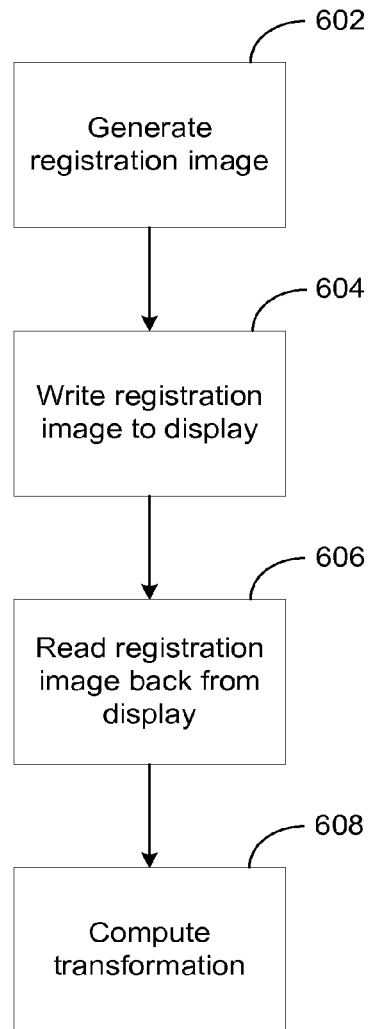 602
Generate
registration image
604
Write registration
image to display
606
Read registration
image back from
display
608
Compute
transformation